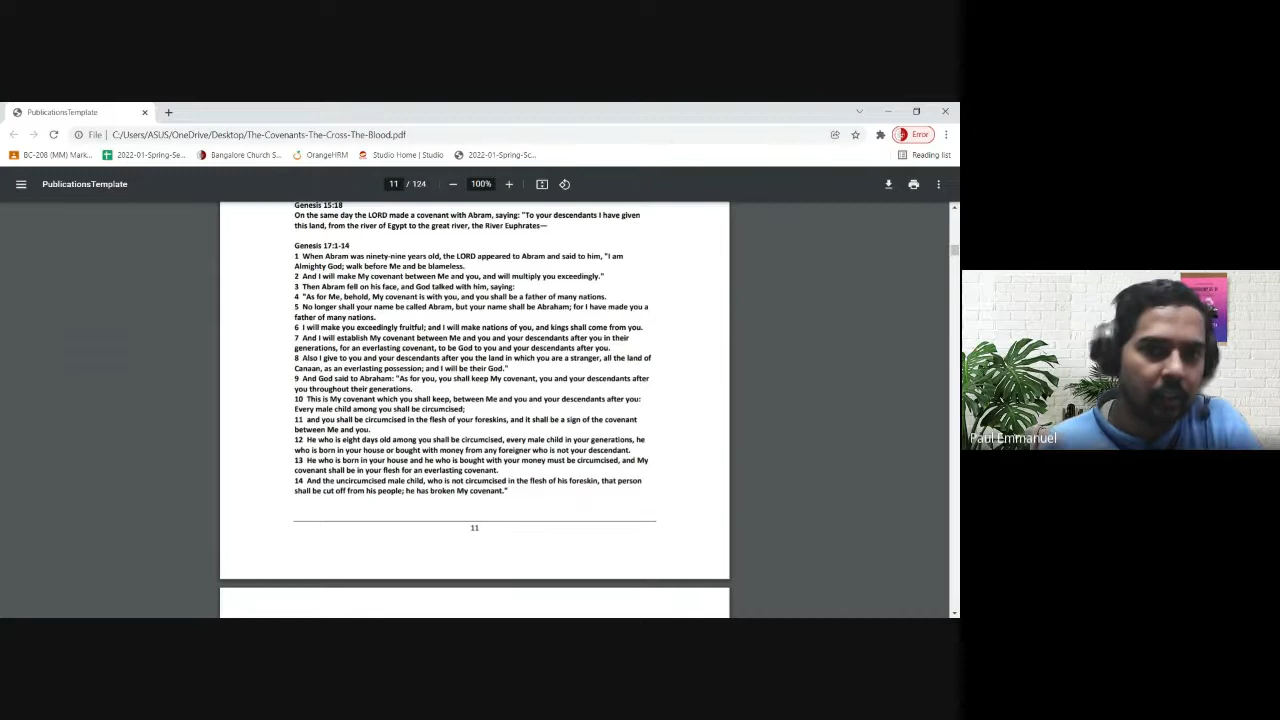 PublicationsTemplate
File
C:/Users/ASUS/OneDrive/Desktop/The-Covenants-The-Cross-The-Blood.pdf
Error
BC-208 (MM) Mark...
2022-01-Spring-Se...
Bangalore Church S...
OrangeHRM
Studio Home | Studio
2022-01-Spring-Sc...
Reading list
PublicationsTemplate
11 / 124
100%
Genesis 15:18
On the same day the LORD made a covenant with Abram, saying: "To your descendants I have given
this land, from the river of Egypt to the great river, the River Euphrates—
Genesis 17:1-14
1 When Abram was ninety-nine years old, the LORD appeared to Abram and said to him, "I am
Almighty God; walk before Me and be blameless.
2 And I will make My covenant between Me and you, and will multiply you exceedingly."
3 Then Abram fell on his face, and God talked with him, saying:
4 "As for Me, behold, My covenant is with you, and you shall be a father of many nations.
5 No longer shall your name be called Abram, but your name shall be Abraham; for I have made you a
father of many nations.
6 I will make you exceedingly fruitful; and I will make nations of you, and kings shall come from you.
7 And I will establish My covenant between Me and you and your descendants after you in their
generations, for an everlasting covenant, to be God to you and your descendants after you.
8 Also I give to you and your descendants after you the land in which you are a stranger, all the land of
Canaan, as an everlasting possession; and I will be their God."
9 And God said to Abraham: "As for you, you shall keep My covenant, you and your descendants after
you throughout their generations.
10 This is My covenant which you shall keep, between Me and you and your descendants after you:
Every male child among you shall be circumcised;
11 and you shall be circumcised in the flesh of your foreskins, and it shall be a sign of the covenant
between Me and you.
12 He who is eight days old among you shall be circumcised, every male child in your generations, he
who is born in your house or bought with money from any foreigner who is not your descendant.
13 He who is born in your house and he who is bought with your money must be circumcised, and My
covenant shall be in your flesh for an everlasting covenant.
14 And the uncircumcised male child, who is not circumcised in the flesh of his foreskin, that person
shall be cut off from his people; he has broken My covenant."
11
Paul Emmanuel